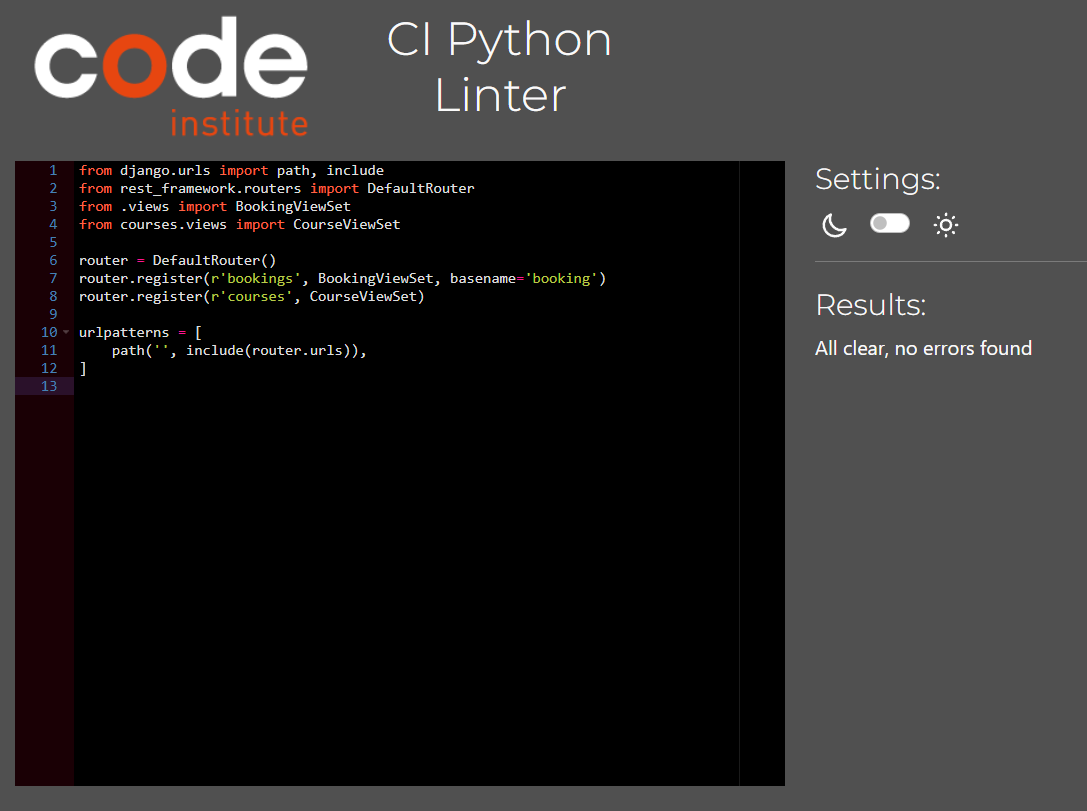 code
institute
CI Python
Linter
1 from django.urls import path, include
2 from rest_framework.routers import DefaultRouter
3 from .views import BookingViewSet
4 from courses.views import CourseViewSet
5
6 router = DefaultRouter()
7 router.register(r'bookings', BookingViewSet, basename='booking')
8 router.register(r'courses', CourseViewSet)
9
10 urlpatterns = [
11     path('', include(router.urls)),
12 ]
13
Settings:
Results:
All clear, no errors found